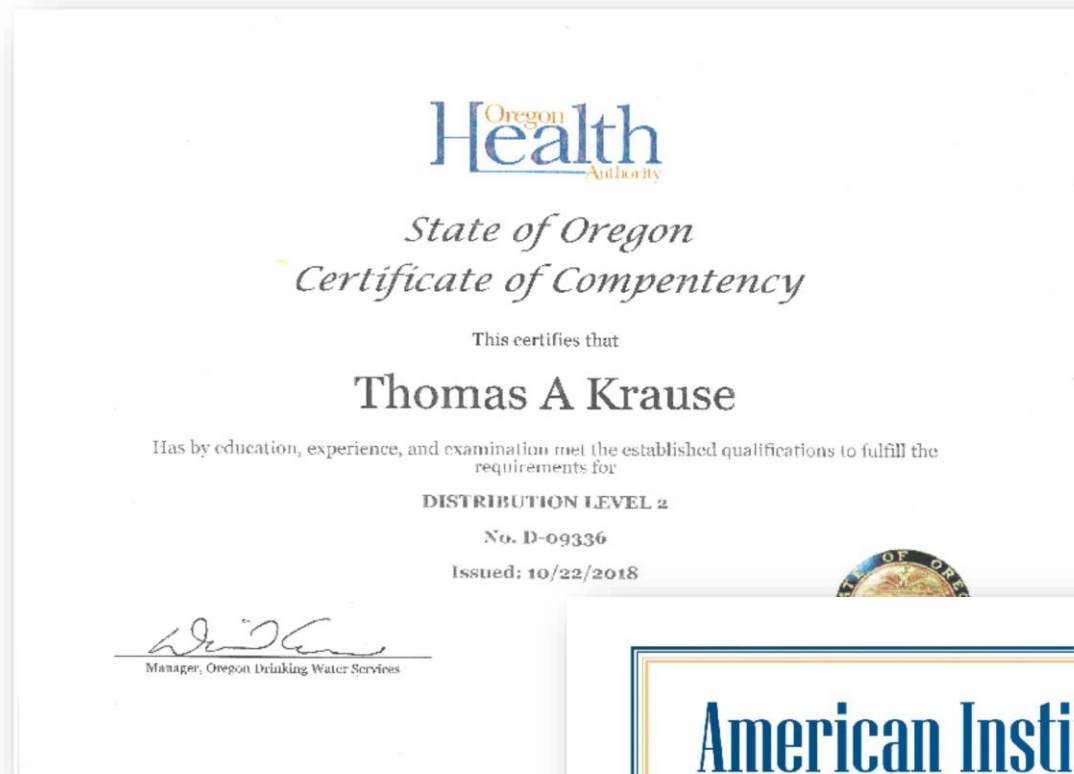 Oregon
Health
Authority
State of Oregon
Certificate of Compentency
This certifies that
Thomas A Krause
Has by education, experience, and examination met the established qualifications to fulfill the
requirements for
DISTRIBUTION LEVEL 2
No. D-09336
Issued: 10/22/2018
OF ORE
Manager, Oregon Drinking Water Services
American Insti